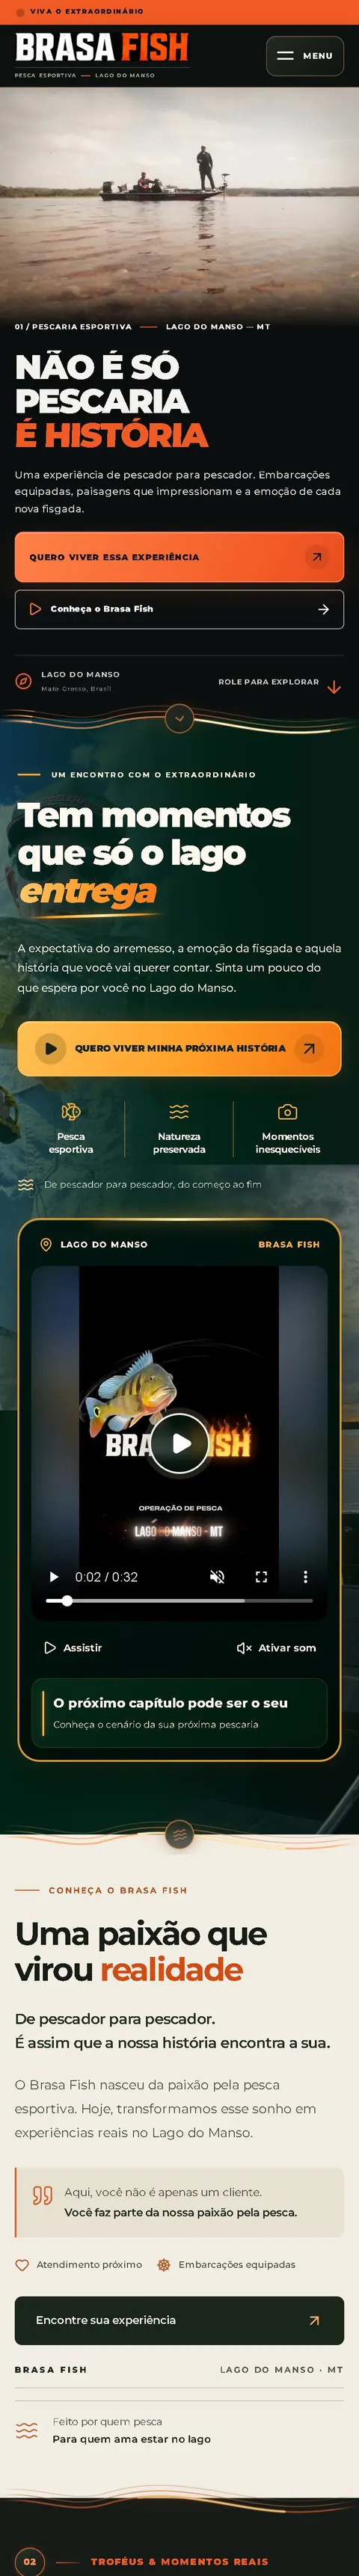 VIVA O EXTRAORDINÁRIO
BRASA FISH
PESCA ESPORTIVA — LAGO DO MANSO
MENU
01 / PESCARIA ESPORTIVA — LAGO DO MANSO — MT
NÃO É SÓ
PESCARIA
É HISTÓRIA
Uma experiência de pescador para pescador. Embarcações
equipadas, paisagens que impressionam e a emoção de cada
nova fisgada.
QUERO VIVER ESSA EXPERIÊNCIA
Conheça o Brasa Fish
LAGO DO MANSO
Mato Grosso, Brasil
ROLE PARA EXPLORAR
UM ENCONTRO COM O EXTRAORDINÁRIO
Tem momentos
que só o lago
entrega
A expectativa do arremesso, a emoção da fisgada e aquela
história que você vai querer contar. Sinta um pouco do
que espera por você no Lago do Manso.
QUERO VIVER MINHA PRÓXIMA HISTÓRIA
Pesca
esportiva
Natureza
preservada
Momentos
inesquecíveis
De pescador para pescador, do começo ao fim
LAGO DO MANSO
BRASA FISH
OPERAÇÃO DE PESCA
LAGO DO MANSO - MT
0:02 / 0:32
Assistir
Ativar som
O próximo capítulo pode ser o seu
Conheça o cenário da sua próxima pescaria
CONHEÇA O BRASA FISH
Uma paixão que
virou realidade
De pescador para pescador.
É assim que a nossa história encontra a sua.
O Brasa Fish nasceu da paixão pela pesca
esportiva. Hoje, transformamos esse sonho em
experiências reais no Lago do Manso.
Aqui, você não é apenas um cliente.
Você faz parte da nossa paixão pela pesca.
Atendimento próximo
Embarcações equipadas
Encontre sua experiência
BRASA FISH
LAGO DO MANSO · MT
Feito por quem pesca
Para quem ama estar no lago
02
TROFÉUS & MOMENTOS REAIS